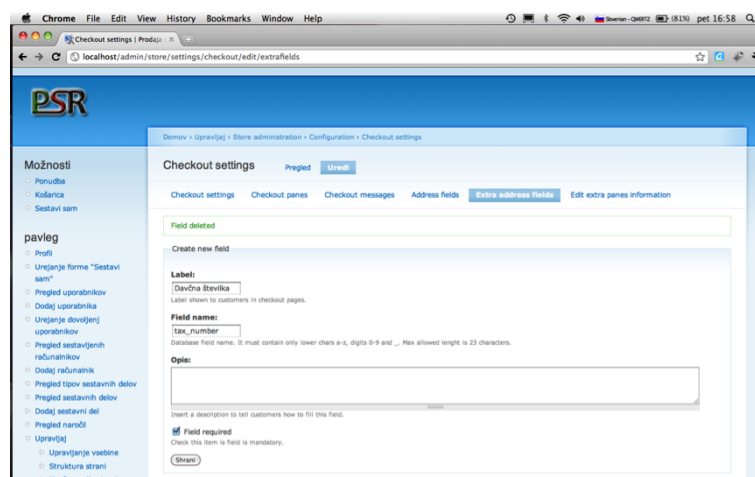 Chrome File Edit View History Bookmarks Window Help
Slovenian - QWERTZ (81%) pet 16:58
Checkout settings | Prodaja
localhost/admin/store/settings/checkout/edit/extrafields
PSR
Domov › Upravljaj › Store administration › Configuration › Checkout settings
Možnosti
Ponudba
Košarica
Sestavi sam
pavleg
Profil
Urejanje forme "Sestavi
sam"
Pregled uporabnikov
Dodaj uporabnika
Urejanje dovoljenj
uporabnikov
Pregled sestavljenih
računalnikov
Dodaj računalnik
Pregled tipov sestavnih delov
Pregled sestavnih delov
Dodaj sestavni del
Pregled naročil
Upravljaj
Upravljanje vsebine
Struktura strani
Checkout settings Pregled Uredi
Checkout settings Checkout panes Checkout messages Address fields Extra address fields Edit extra panes information
Field deleted
Create new field
Label:
Davčna številka
Label shown to customers in checkout pages.
Field name:
tax_number
Database field name. It must contain only lower chars a-z, digits 0-9 and _. Max allowed lenght is 23 characters.
Opis:
Insert a description to tell customers how to fill this field.
Field required
Check this item is field is mandatory.
Shrani